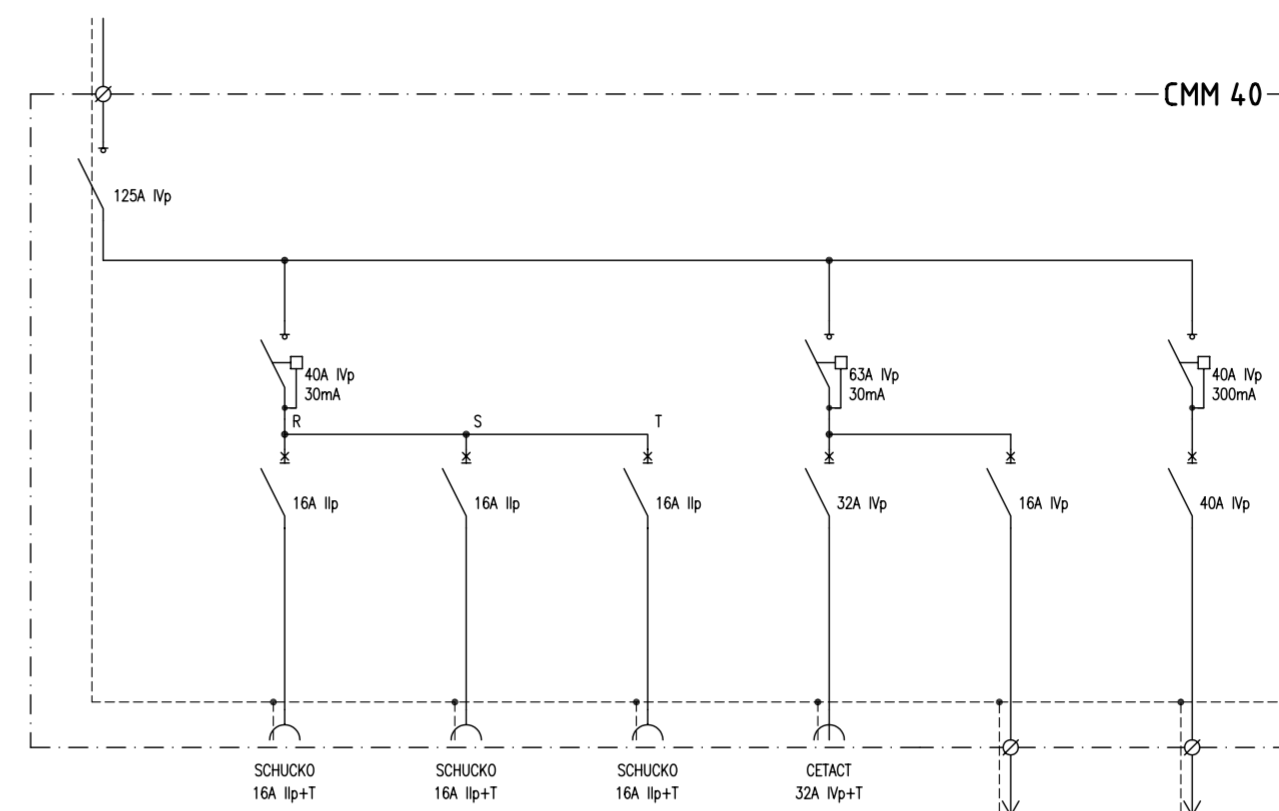 CMM 40
125A IVp
40A IVp
30mA
63A IVp
30mA
40A IVp
300mA
R
S
T
16A IIp
16A IIp
16A IIp
32A IVp
16A IVp
40A IVp
SCHUCKO
16A IIp+T
SCHUCKO
16A IIp+T
SCHUCKO
16A IIp+T
CETACT
32A IVp+T